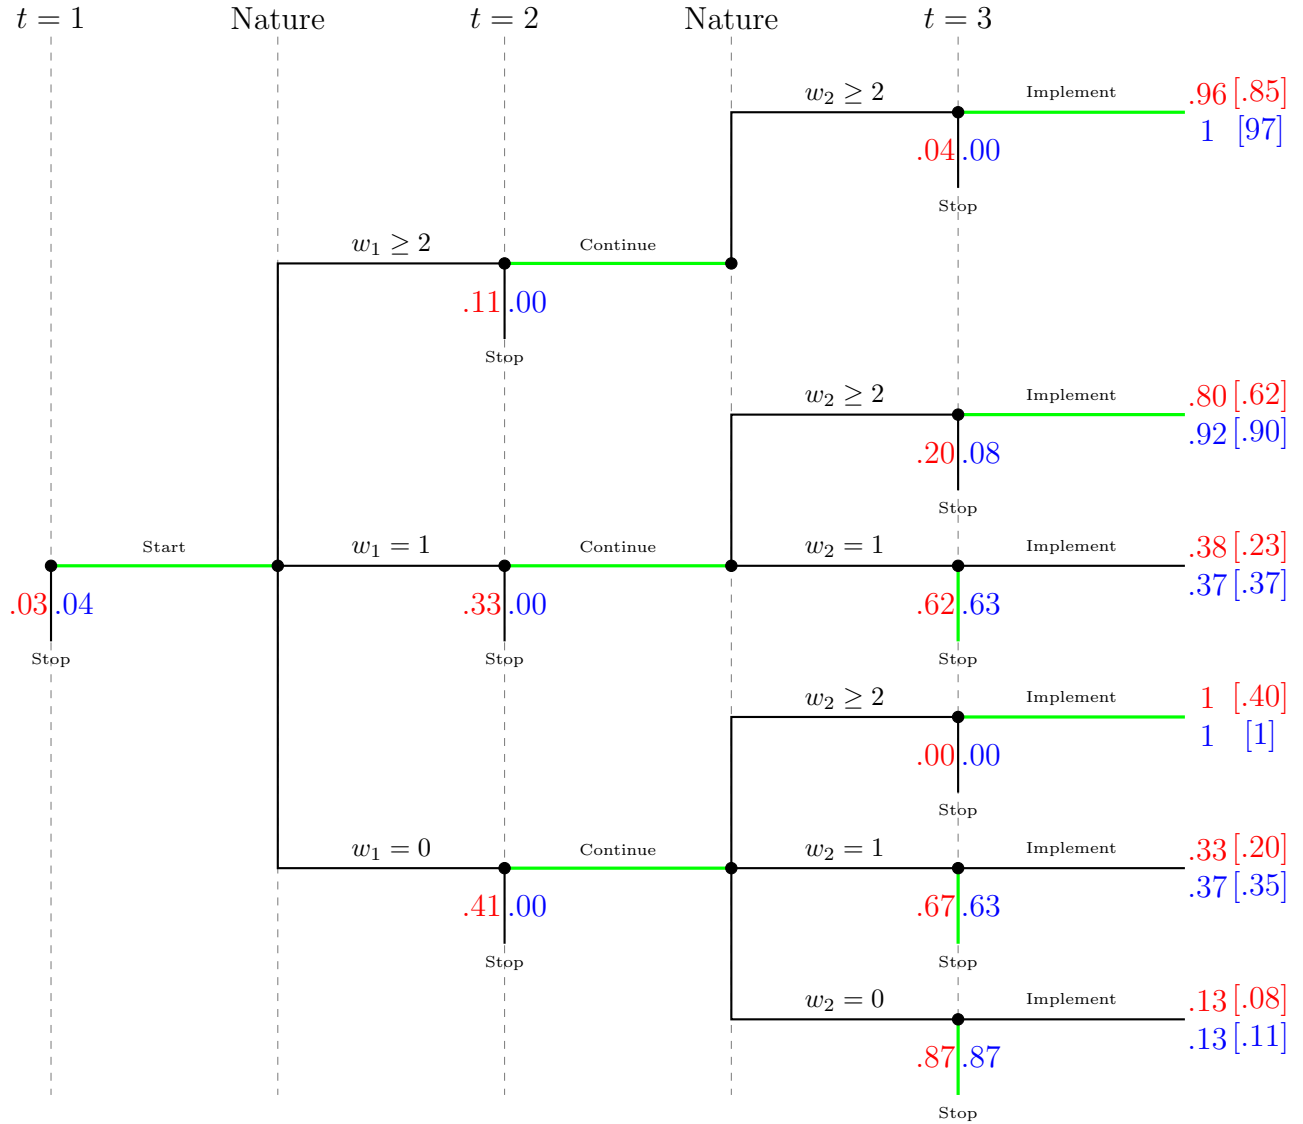 t = 1 Nature t = 2 Nature t = 3
w₂ ≥ 2 Implement .96 [.85]
1 [97]
.04 .00
Stop
w₁ ≥ 2 Continue
.11 .00
Stop
w₂ ≥ 2 Implement .80 [.62]
.92 [.90]
.20 .08
Stop
Start w₁ = 1 Continue w₂ = 1 Implement .38 [.23]
.37 [.37]
.03 .04 .33 .00 .62 .63
Stop Stop Stop
w₂ ≥ 2 Implement 1 [.40]
1 [1]
.00 .00
Stop
w₁ = 0 Continue w₂ = 1 Implement .33 [.20]
.37 [.35]
.41 .00 .67 .63
Stop Stop
w₂ = 0 Implement .13 [.08]
.13 [.11]
.87 .87
Stop